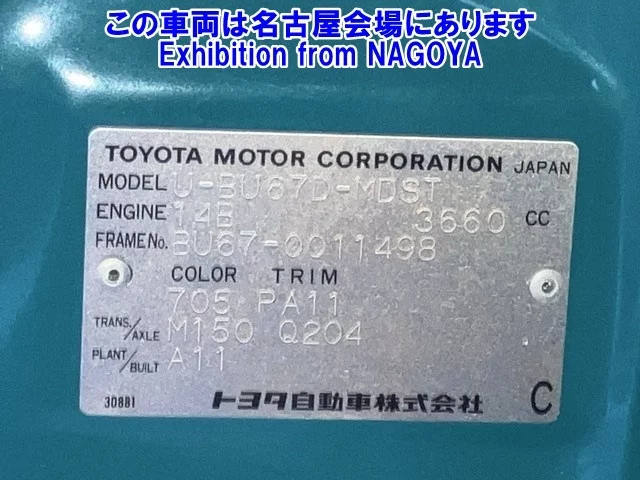 この車両は名古屋会場にあります
Exhibition from NAGOYA
TOYOTA MOTOR CORPORATION JAPAN
MODEL U-BU67D-MDST
ENGINE 14B 3660 CC
FRAME No. BU67-0011498
COLOR TRIM
705 PA11
TRANS./AXLE M150 Q204
PLANT/BUILT A11
308B1 トヨタ自動車株式会社 C